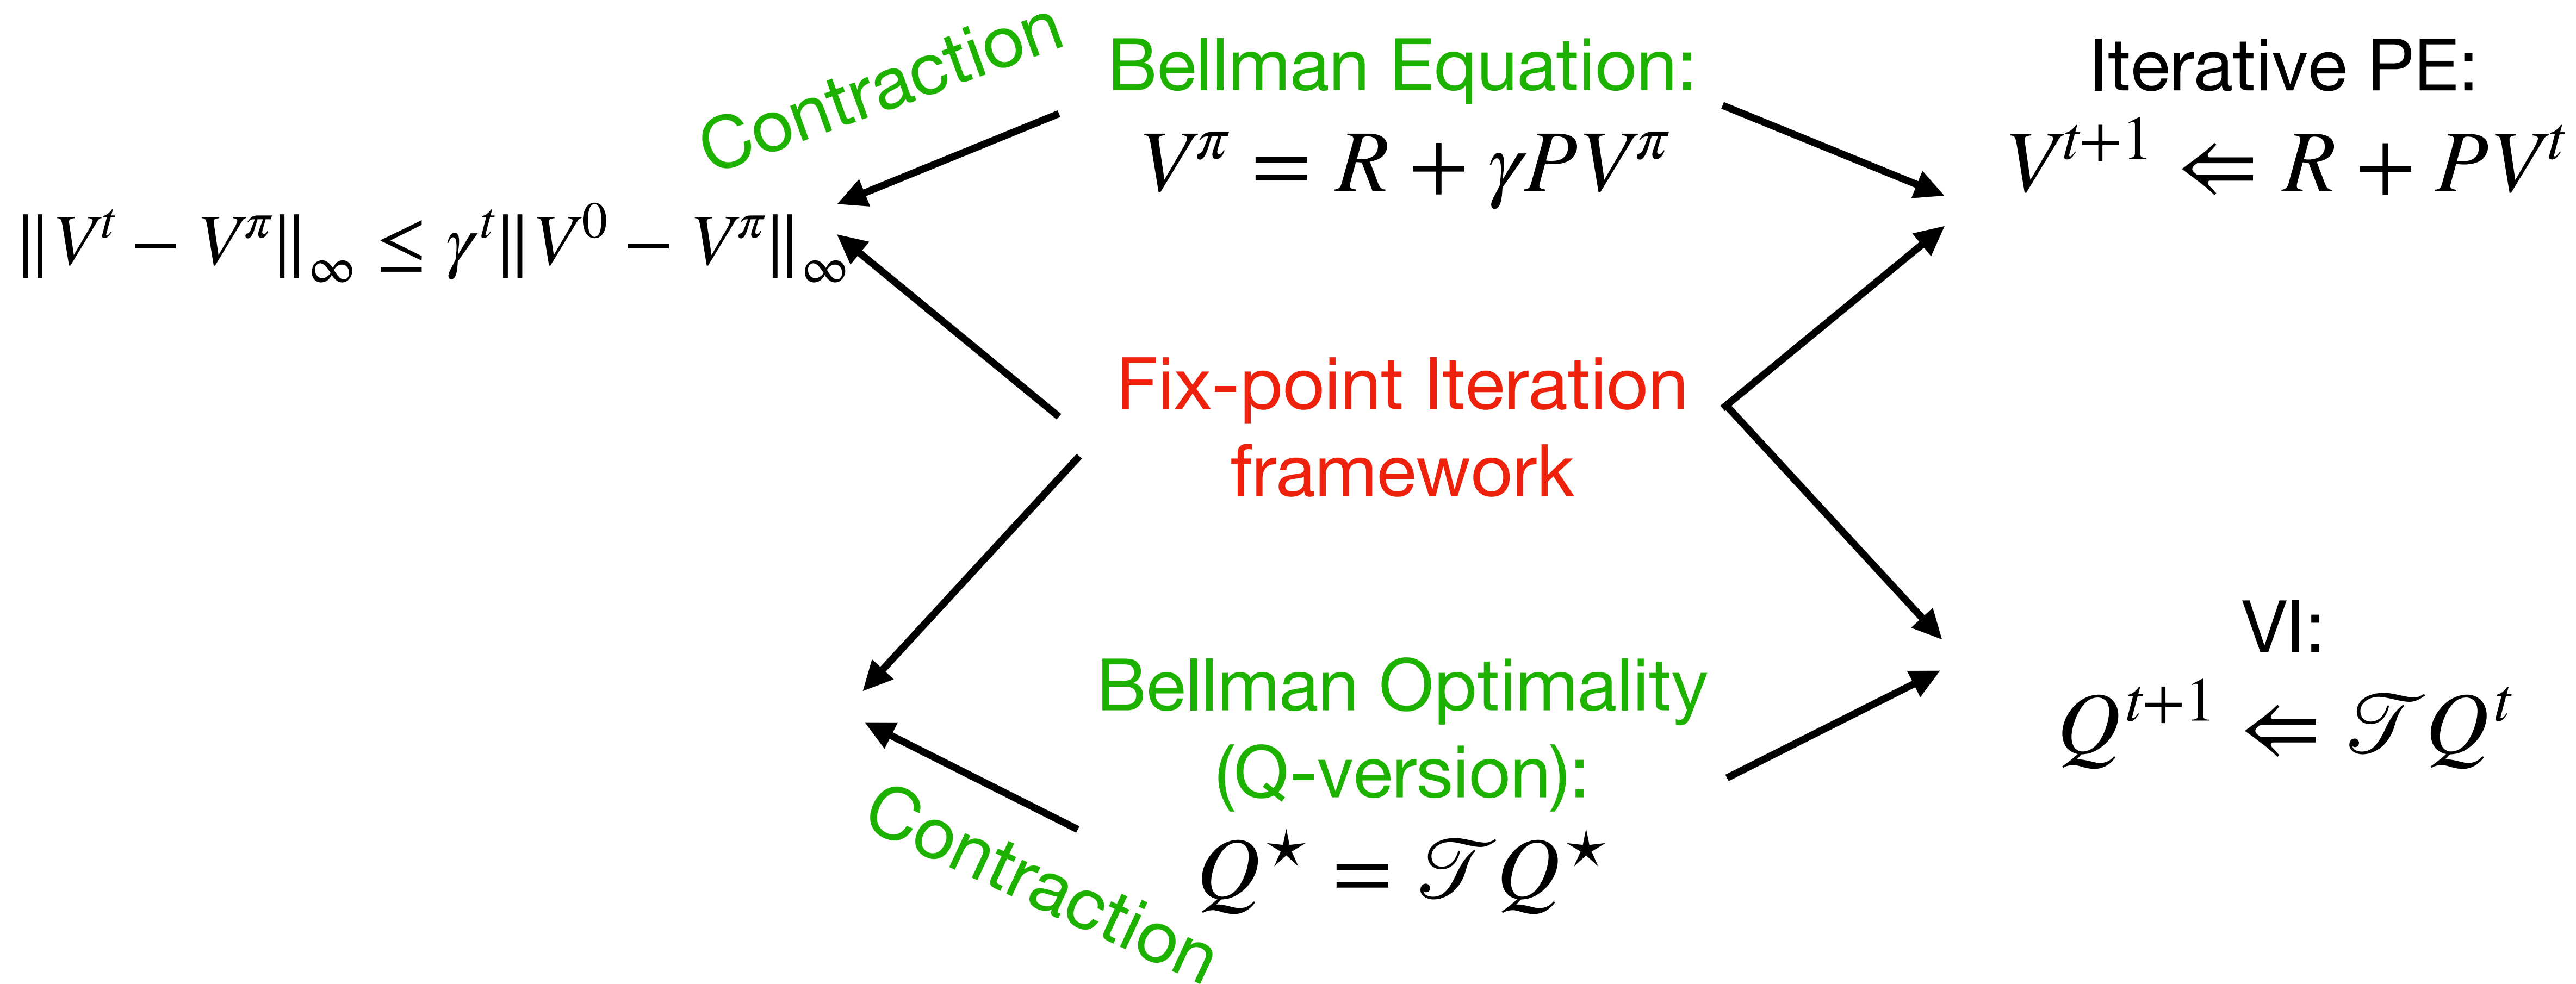 Contraction
Bellman Equation:
V^π = R + γPV^π
Iterative PE:
V^{t+1} ⇐ R + PV^t
‖V^t − V^π‖_∞ ≤ γ^t‖V^0 − V^π‖_∞
Fix-point Iteration
framework
Bellman Optimality
(Q-version):
Q^⋆ = 𝒯Q^⋆
VI:
Q^{t+1} ⇐ 𝒯Q^t
Contraction